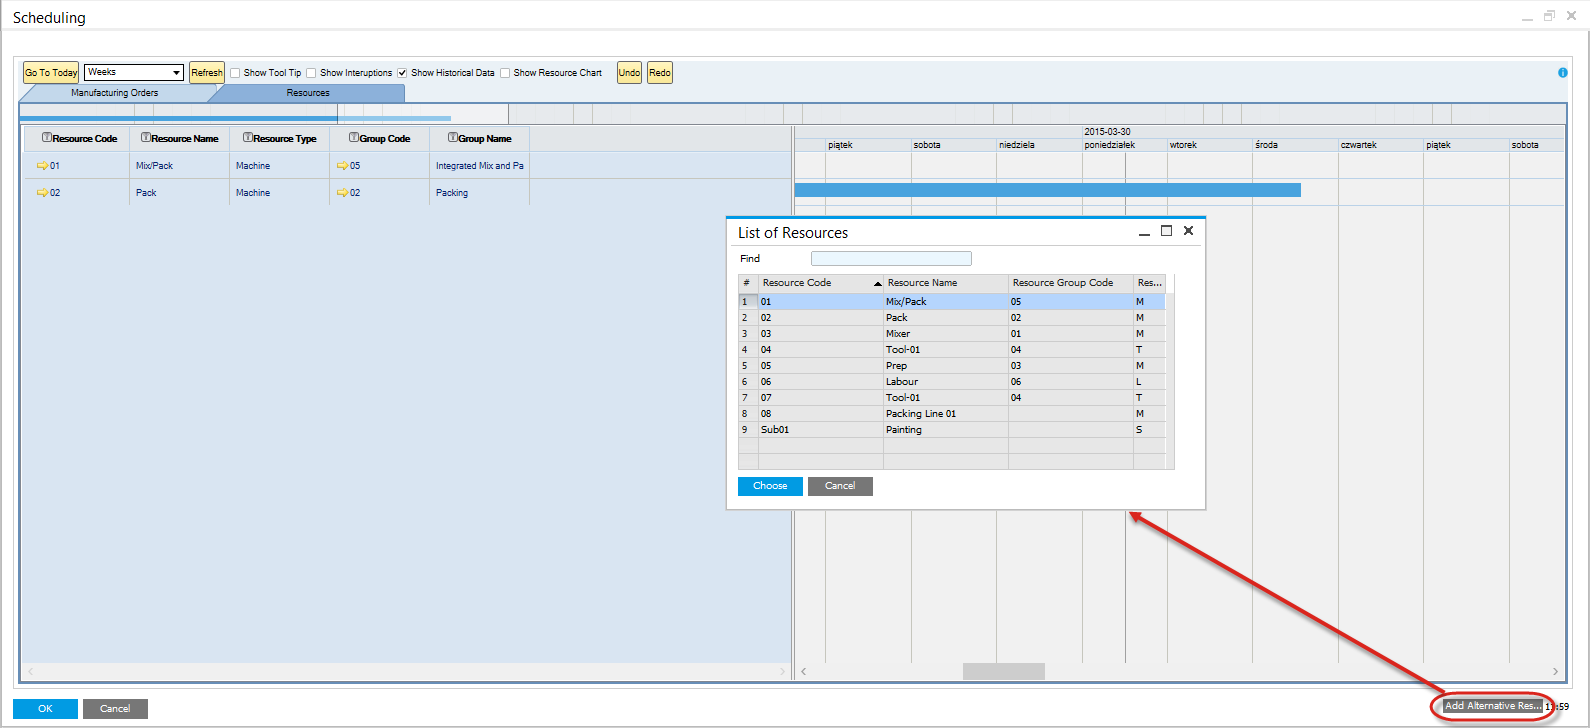 Scheduling
Go To Today Weeks Refresh Show Tool Tip Show Interuptions Show Historical Data Show Resource Chart Undo Redo
Manufacturing Orders Resources
Resource Code Resource Name Resource Type Group Code Group Name
2015-03-30
piątek sobota niedziela poniedziałek wtorek środa czwartek piątek sobota
01 Mix/Pack Machine 05 Integrated Mix and Pa
02 Pack Machine 02 Packing
List of Resources
Find
# Resource Code Resource Name Resource Group Code Res...
1 01 Mix/Pack 05 M
2 02 Pack 02 M
3 03 Mixer 01 M
4 04 Tool-01 04 T
5 05 Prep 03 M
6 06 Labour 06 L
7 07 Tool-01 04 T
8 08 Packing Line 01 M
9 Sub01 Painting S
Choose Cancel
OK Cancel
Add Alternative Res...